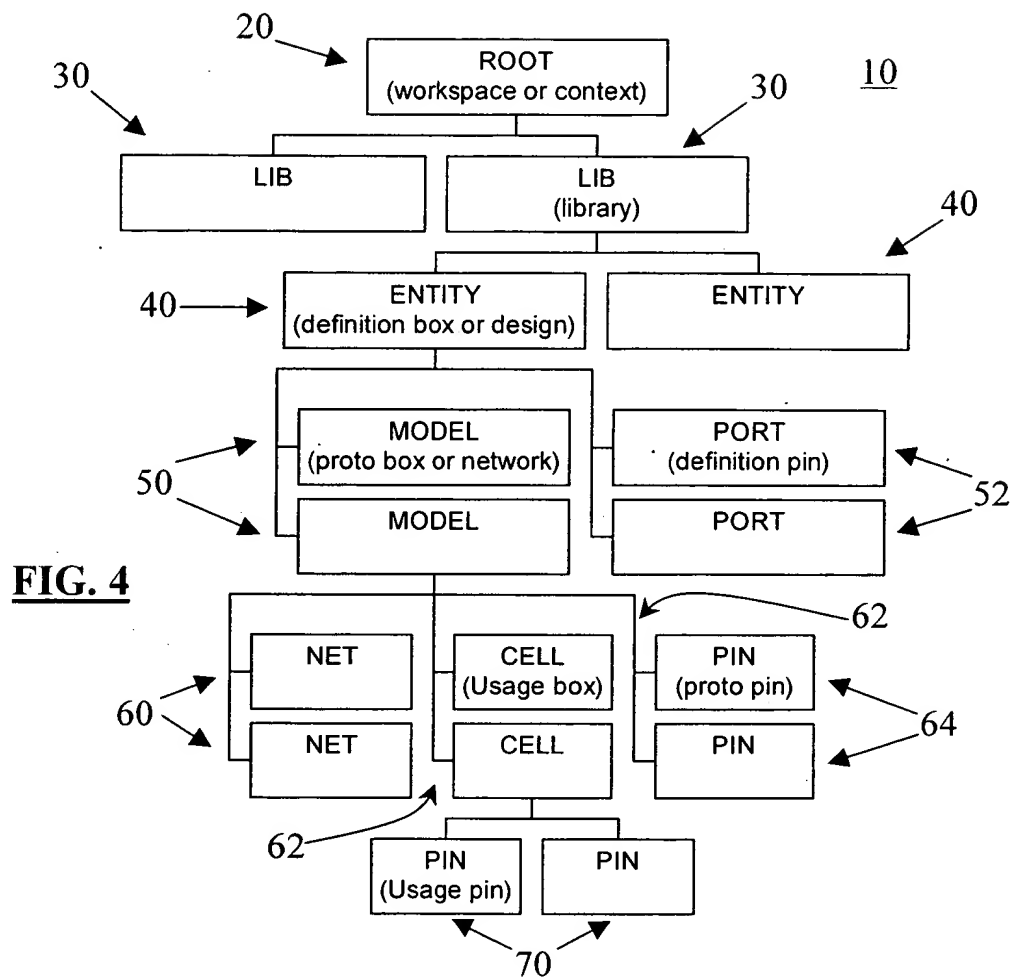 20
ROOT
(workspace or context)
10
30
30
LIB
LIB
(library)
40
40
ENTITY
(definition box or design)
ENTITY
50
MODEL
(proto box or network)
PORT
(definition pin)
52
MODEL
PORT
FIG. 4
62
60
NET
CELL
(Usage box)
PIN
(proto pin)
64
NET
CELL
PIN
62
PIN
(Usage pin)
PIN
70